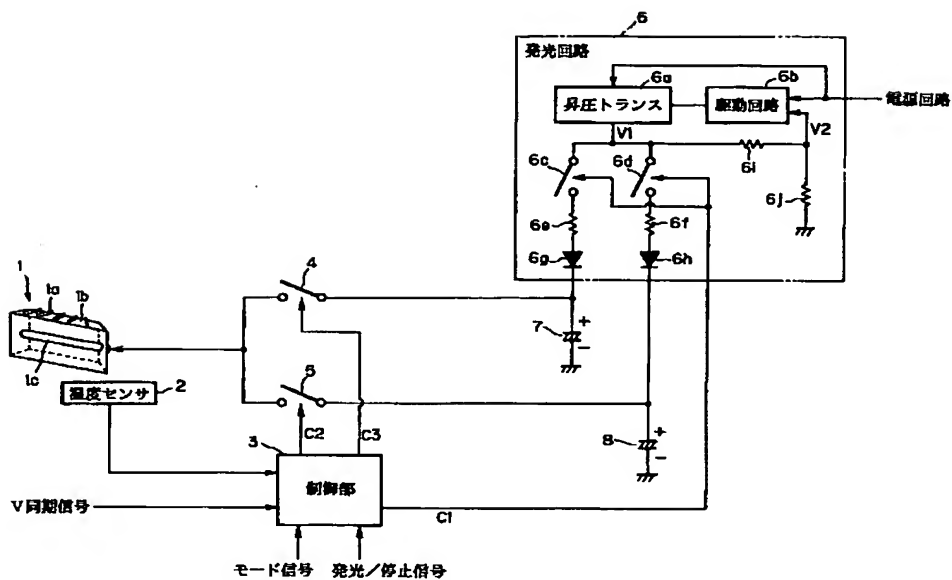 6
発光回路
6a
6b
昇圧トランス
駆動回路
電源回路
V1
V2
6c
6d
6i
6j
6e
6f
6g
6h
1
1a
1b
1c
4
7
+
-
温度センサ
2
5
C2
C3
8
+
-
3
制御部
V同期信号
C1
モード信号
発光/停止信号